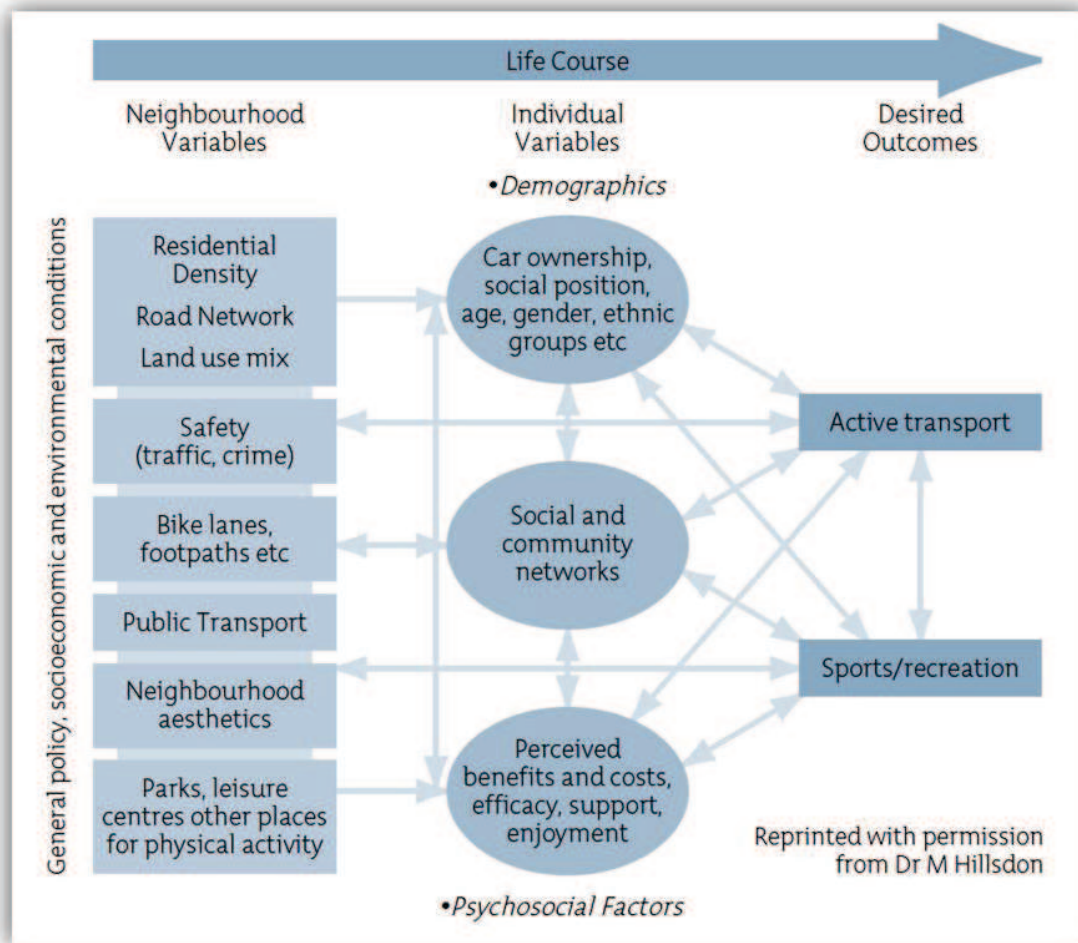 Life Course
Neighbourhood
Variables
Individual
Variables
Desired
Outcomes
•Demographics
General policy, socioeconomic and environmental conditions
Residential
Density
Road Network
Land use mix
Safety
(traffic, crime)
Bike lanes,
footpaths etc
Public Transport
Neighbourhood
aesthetics
Parks, leisure
centres other places
for physical activity
Car ownership,
social position,
age, gender, ethnic
groups etc
Social and
community
networks
Perceived
benefits and costs,
efficacy, support,
enjoyment
•Psychosocial Factors
Active transport
Sports/recreation
Reprinted with permission
from Dr M Hillsdon